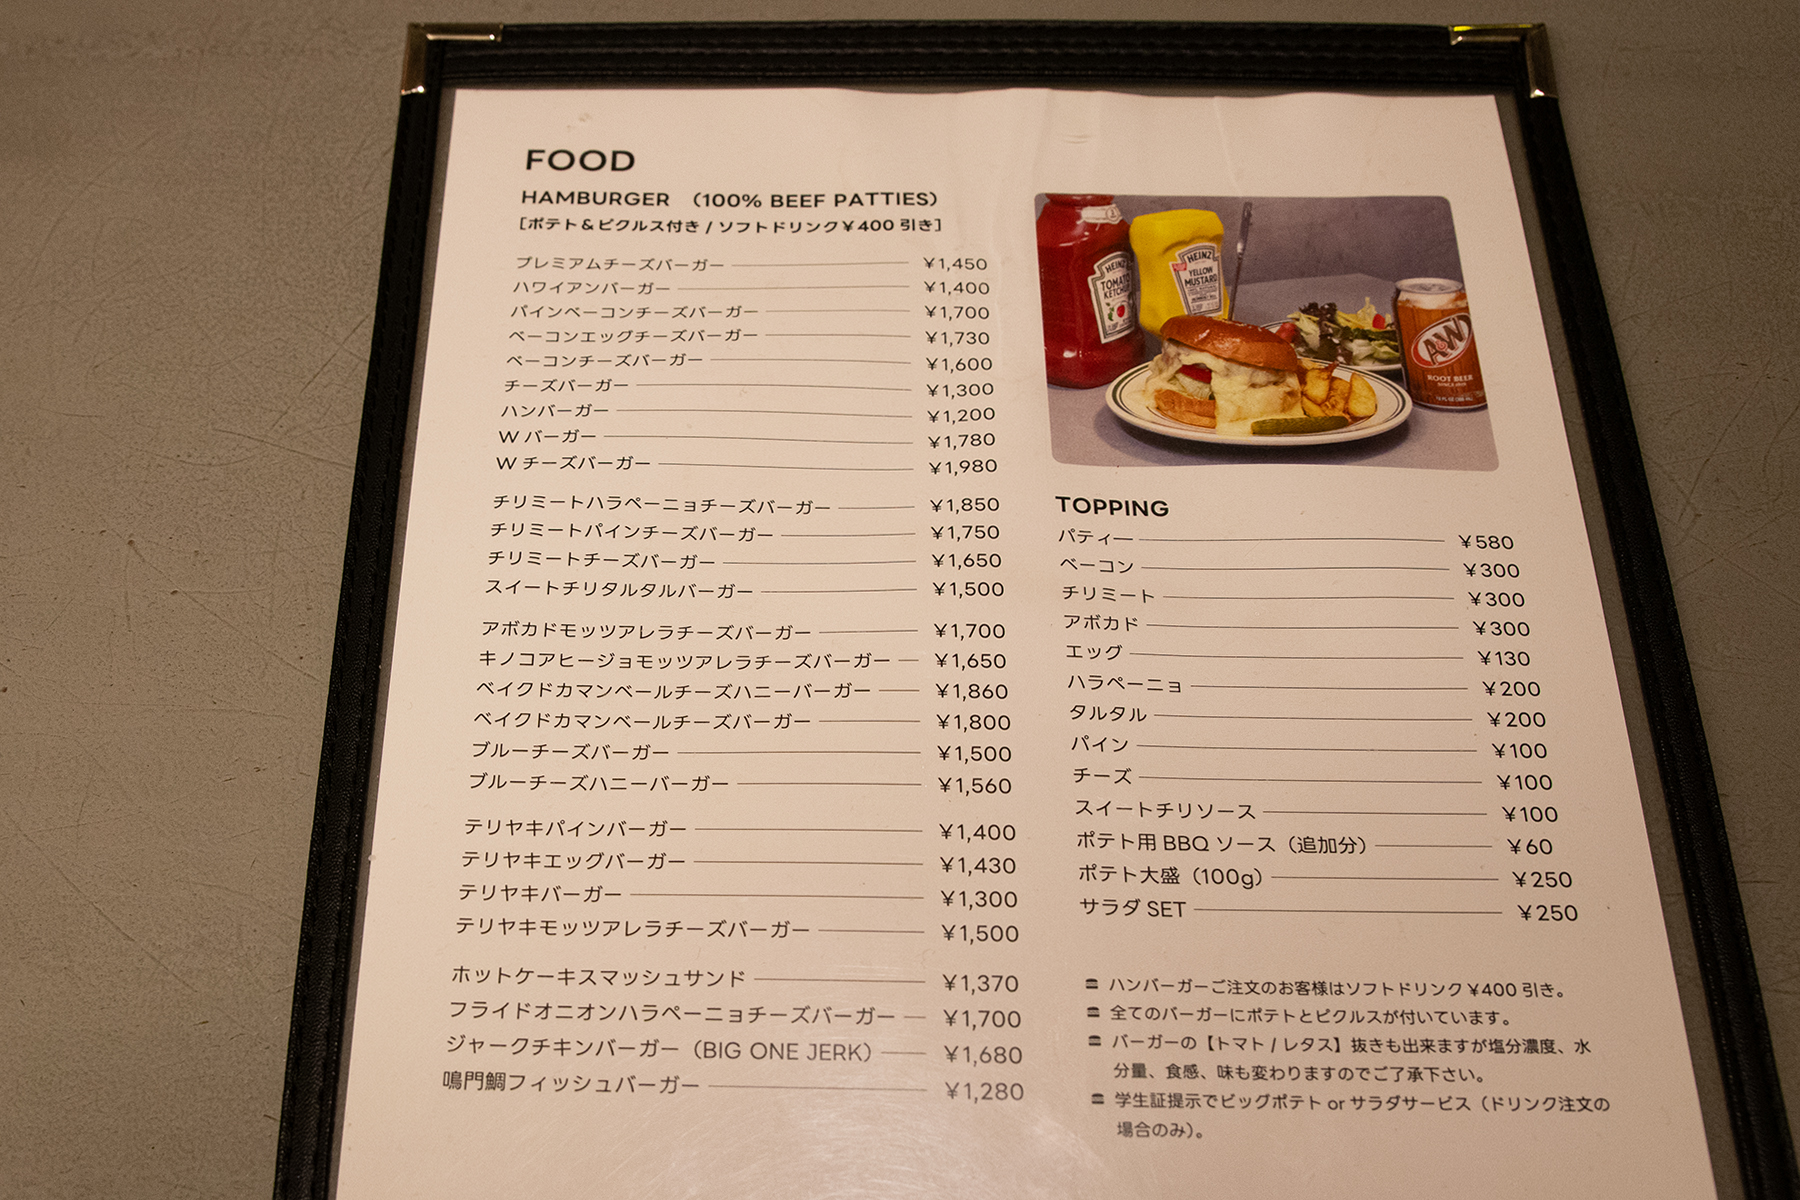 FOOD
HAMBURGER （100% BEEF PATTIES）
［ポテト＆ピクルス付き / ソフトドリンク￥400 引き］
プレミアムチーズバーガー ￥1,450
ハワイアンバーガー ￥1,400
パインベーコンチーズバーガー ￥1,700
ベーコンエッグチーズバーガー ￥1,730
ベーコンチーズバーガー ￥1,600
チーズバーガー ￥1,300
ハンバーガー ￥1,200
W バーガー ￥1,780
W チーズバーガー ￥1,980
チリミートハラペーニョチーズバーガー ￥1,850
チリミートパインチーズバーガー ￥1,750
チリミートチーズバーガー ￥1,650
スイートチリタルタルバーガー ￥1,500
アボカドモッツアレラチーズバーガー ￥1,700
キノコアヒージョモッツアレラチーズバーガー ￥1,650
ベイクドカマンベールチーズハニーバーガー ￥1,860
ベイクドカマンベールチーズバーガー ￥1,800
ブルーチーズバーガー ￥1,500
ブルーチーズハニーバーガー ￥1,560
テリヤキパインバーガー ￥1,400
テリヤキエッグバーガー ￥1,430
テリヤキバーガー ￥1,300
テリヤキモッツアレラチーズバーガー ￥1,500
ホットケーキスマッシュサンド ￥1,370
フライドオニオンハラペーニョチーズバーガー ￥1,700
ジャークチキンバーガー（BIG ONE JERK） ￥1,680
鳴門鯛フィッシュバーガー ￥1,280
HEINZ
TOMATO
KETCHUP
HEINZ
YELLOW
MUSTARD
A&W
ROOT BEER
TOPPING
パティー ￥580
ベーコン ￥300
チリミート ￥300
アボカド ￥300
エッグ ￥130
ハラペーニョ ￥200
タルタル ￥200
パイン ￥100
チーズ ￥100
スイートチリソース ￥100
ポテト用 BBQ ソース（追加分） ￥60
ポテト大盛（100g） ￥250
サラダ SET ￥250
ハンバーガーご注文のお客様はソフトドリンク￥400 引き。
全てのバーガーにポテトとピクルスが付いています。
バーガーの【トマト / レタス】抜きも出来ますが塩分濃度、水
分量、食感、味も変わりますのでご了承下さい。
学生証提示でビッグポテト or サラダサービス（ドリンク注文の
場合のみ）。